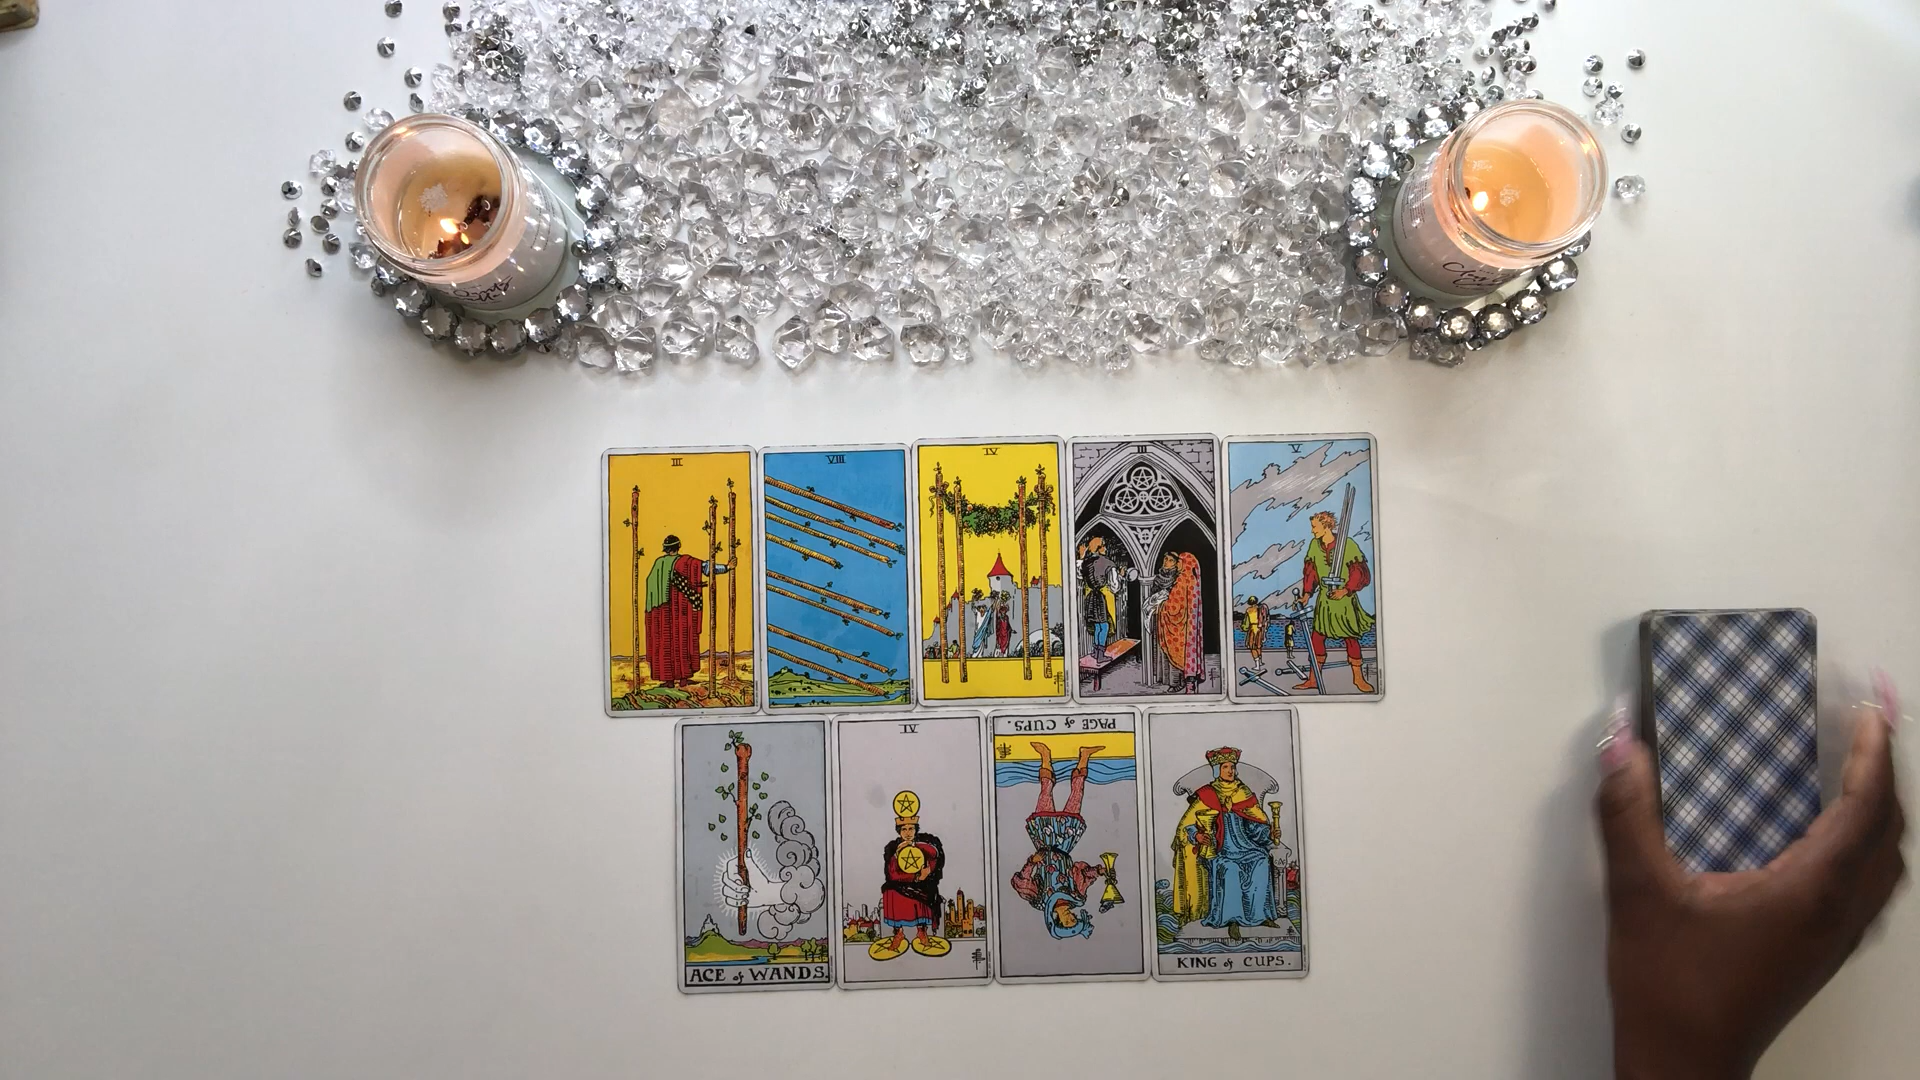 III
VIII
IV
III
V
ACE of WANDS.
IV
PAGE of CUPS.
KING of CUPS.